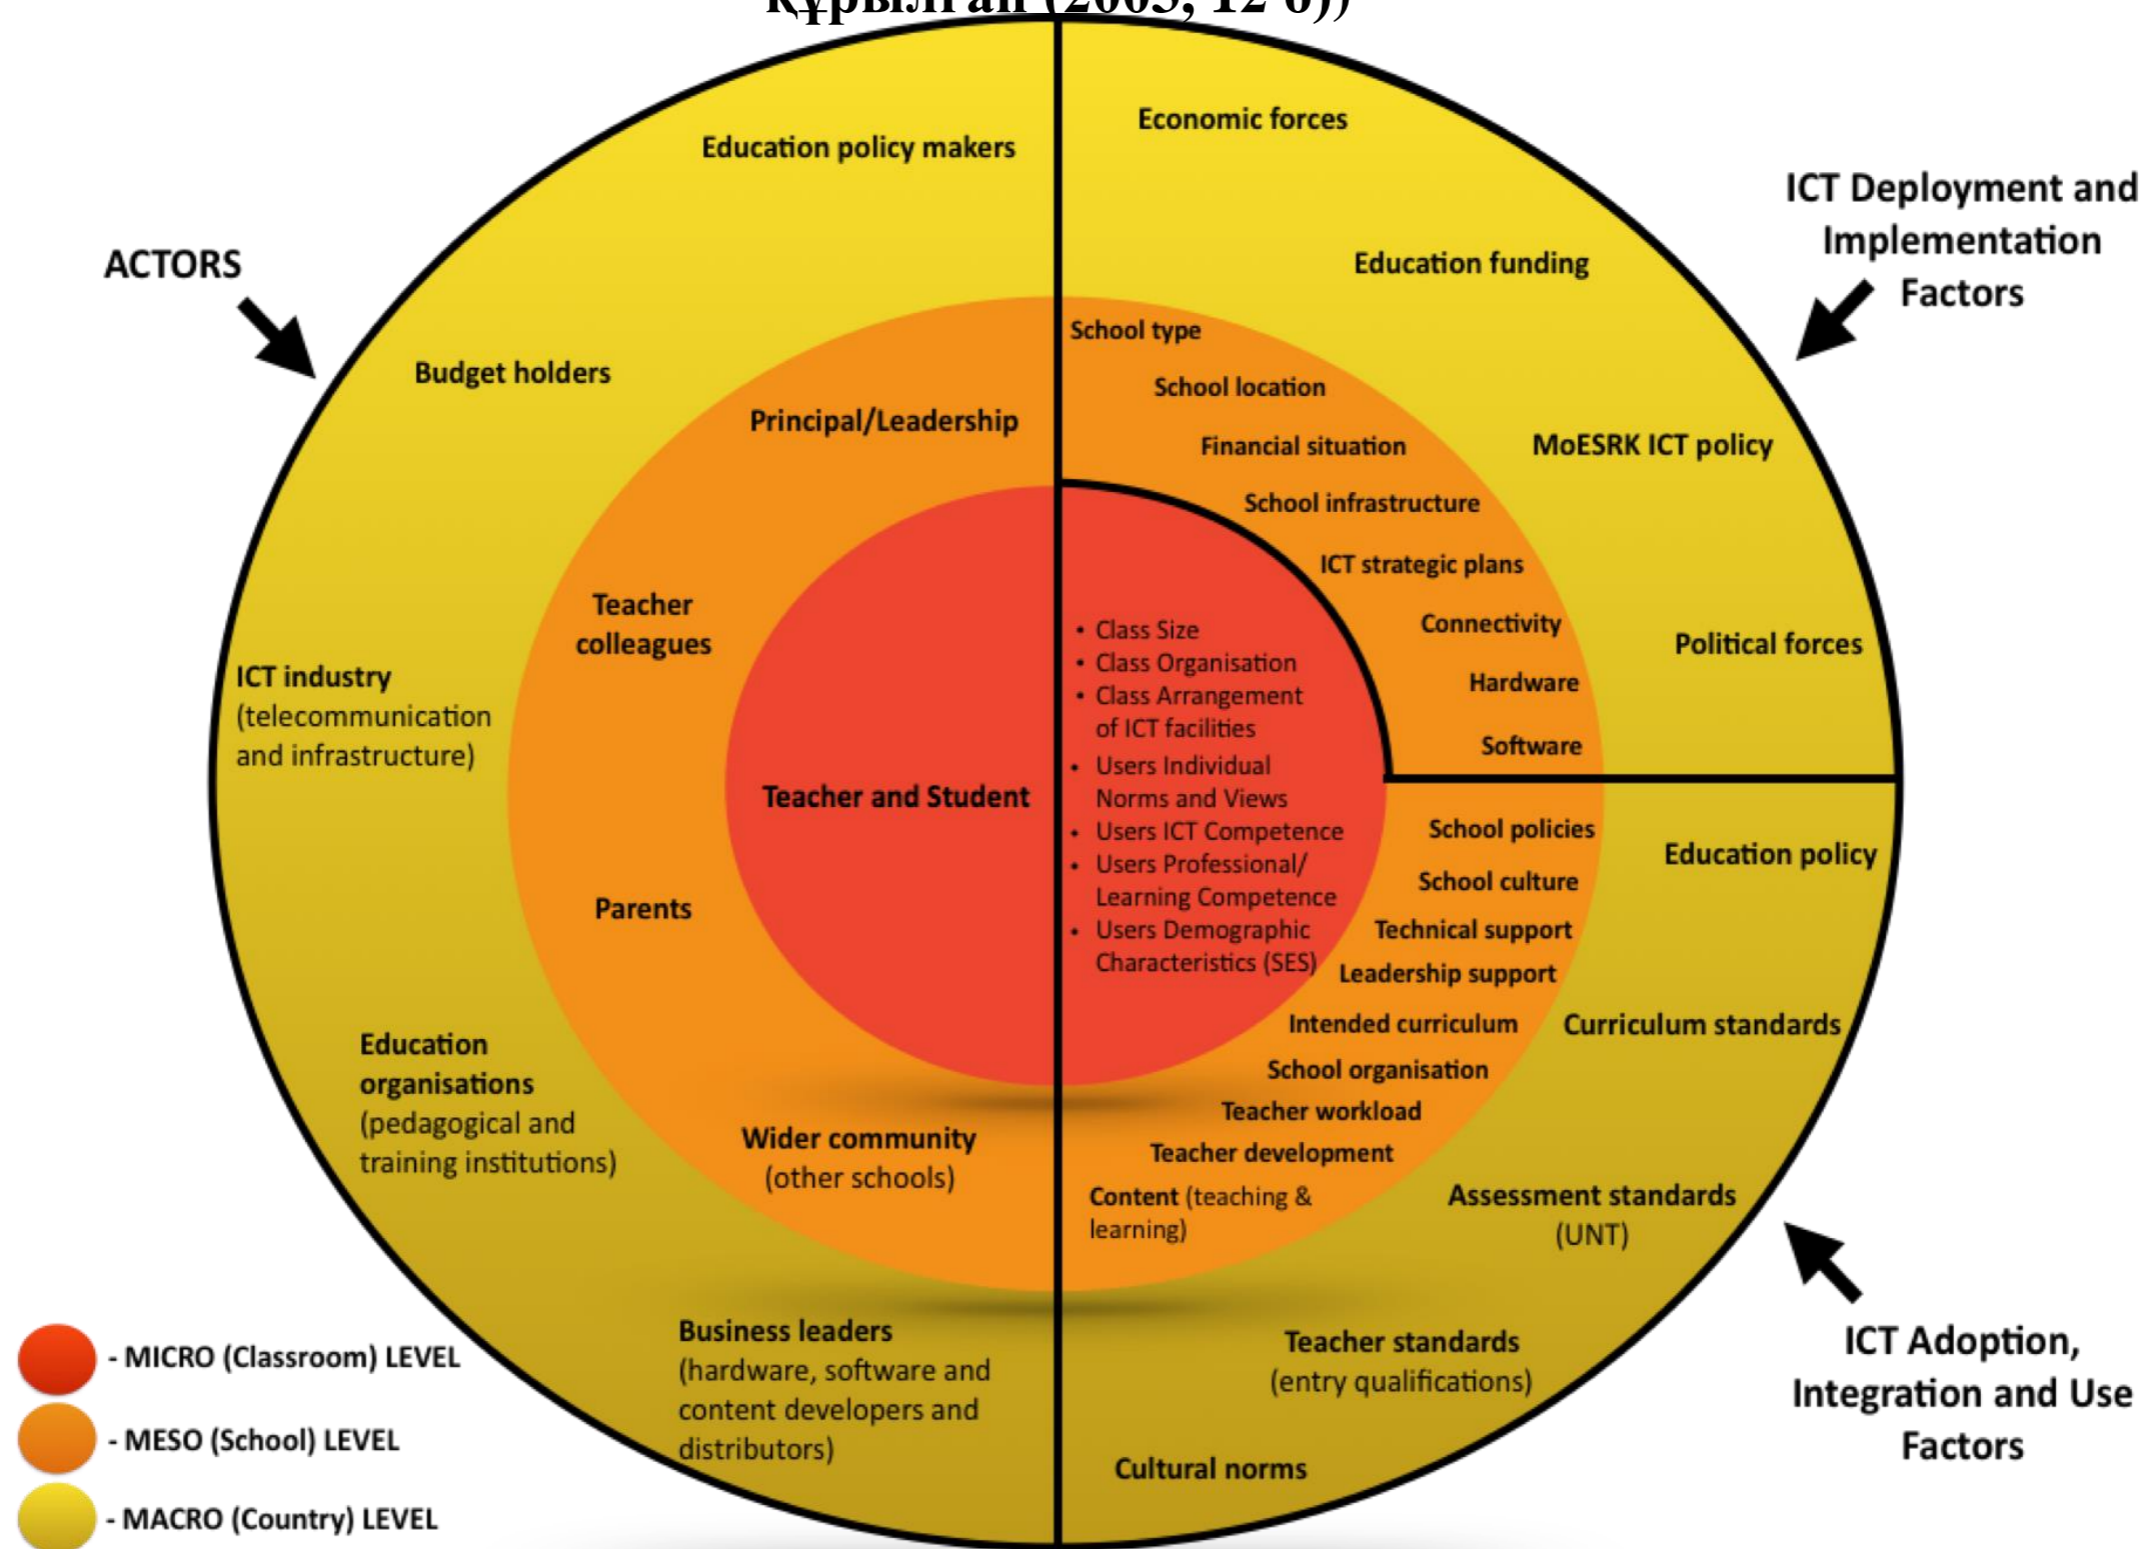 құрылған (2003, 12 б))
Education policy makers
Economic forces
ICT Deployment and
Implementation
Factors
ACTORS
Education funding
School type
Budget holders
School location
Principal/Leadership
Financial situation
MoESRK ICT policy
School infrastructure
ICT strategic plans
Teacher
colleagues
Connectivity
Political forces
• Class Size
• Class Organisation
• Class Arrangement
of ICT facilities
• Users Individual
Norms and Views
• Users ICT Competence
• Users Professional/
Learning Competence
• Users Demographic
Characteristics (SES)
Hardware
Software
ICT industry
(telecommunication
and infrastructure)
Teacher and Student
School policies
Education policy
School culture
Parents
Technical support
Leadership support
Intended curriculum
Curriculum standards
School organisation
Education
organisations
(pedagogical and
training institutions)
Teacher workload
Wider community
(other schools)
Teacher development
Content (teaching &
learning)
Assessment standards
(UNT)
Business leaders
(hardware, software and
content developers and
distributors)
Teacher standards
(entry qualifications)
Cultural norms
ICT Adoption,
Integration and Use
Factors
- MICRO (Classroom) LEVEL
- MESO (School) LEVEL
- MACRO (Country) LEVEL